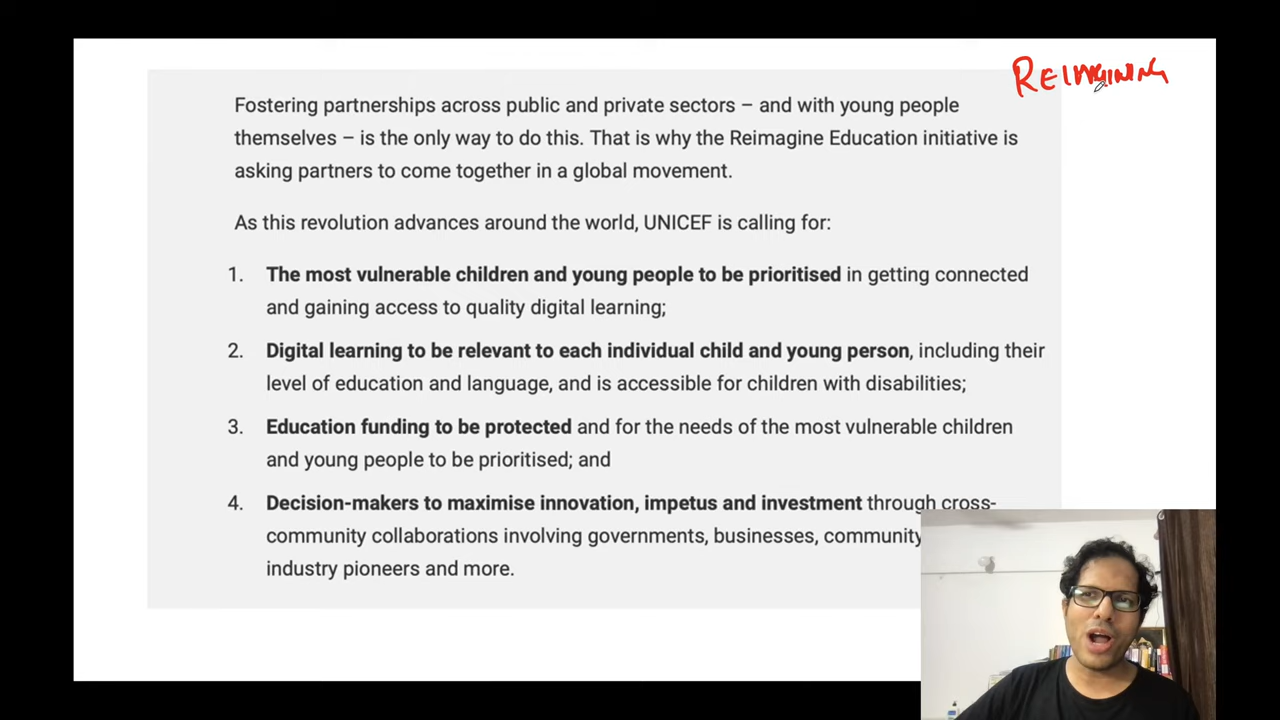 REIMAGINING
Fostering partnerships across public and private sectors – and with young people
themselves – is the only way to do this. That is why the Reimagine Education initiative is
asking partners to come together in a global movement.
As this revolution advances around the world, UNICEF is calling for:
1. The most vulnerable children and young people to be prioritised in getting connected
and gaining access to quality digital learning;
2. Digital learning to be relevant to each individual child and young person, including their
level of education and language, and is accessible for children with disabilities;
3. Education funding to be protected and for the needs of the most vulnerable children
and young people to be prioritised; and
4. Decision-makers to maximise innovation, impetus and investment through cross-
community collaborations involving governments, businesses, community
industry pioneers and more.